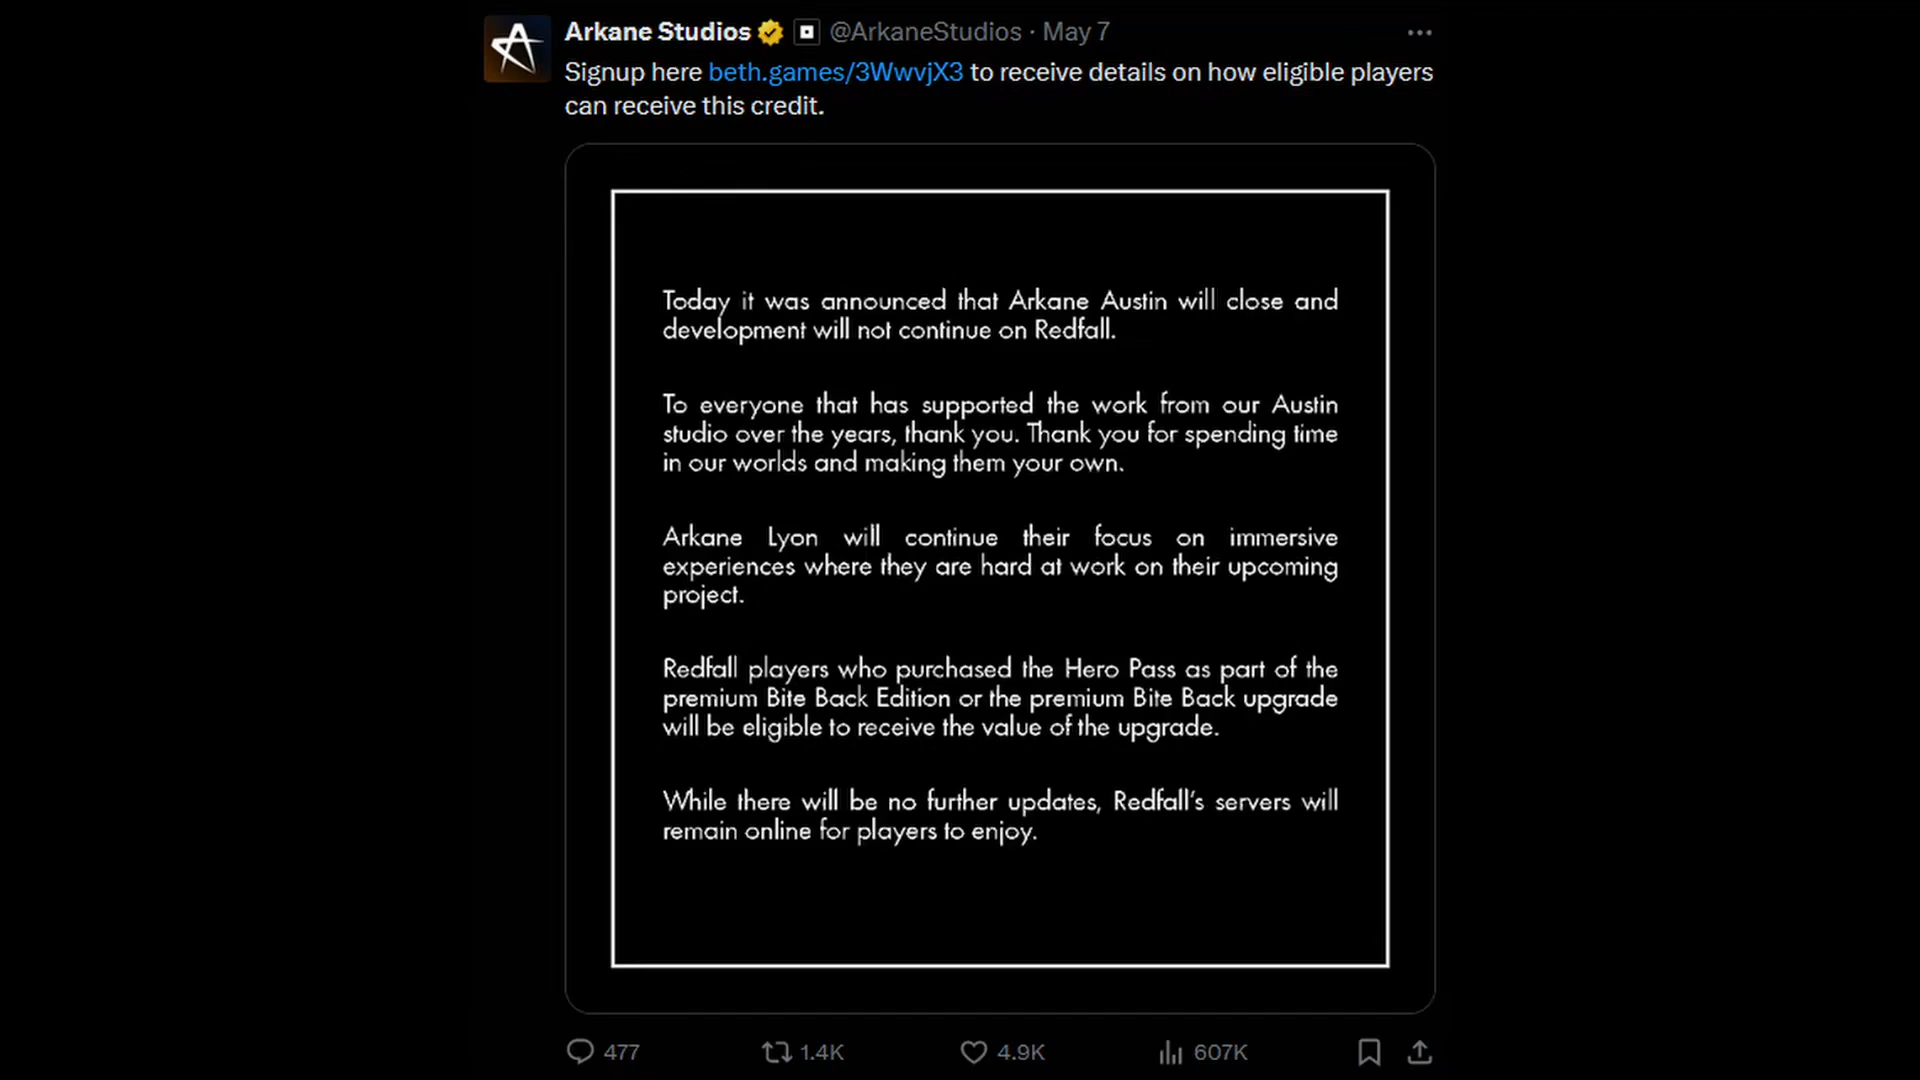 Arkane Studios @ArkaneStudios · May 7
Signup here beth.games/3WwvjX3 to receive details on how eligible players
can receive this credit.
Today it was announced that Arkane Austin will close and
development will not continue on Redfall.
To everyone that has supported the work from our Austin
studio over the years, thank you. Thank you for spending time
in our worlds and making them your own.
Arkane Lyon will continue their focus on immersive
experiences where they are hard at work on their upcoming
project.
Redfall players who purchased the Hero Pass as part of the
premium Bite Back Edition or the premium Bite Back upgrade
will be eligible to receive the value of the upgrade.
While there will be no further updates, Redfall's servers will
remain online for players to enjoy.
477 1.4K 4.9K 607K